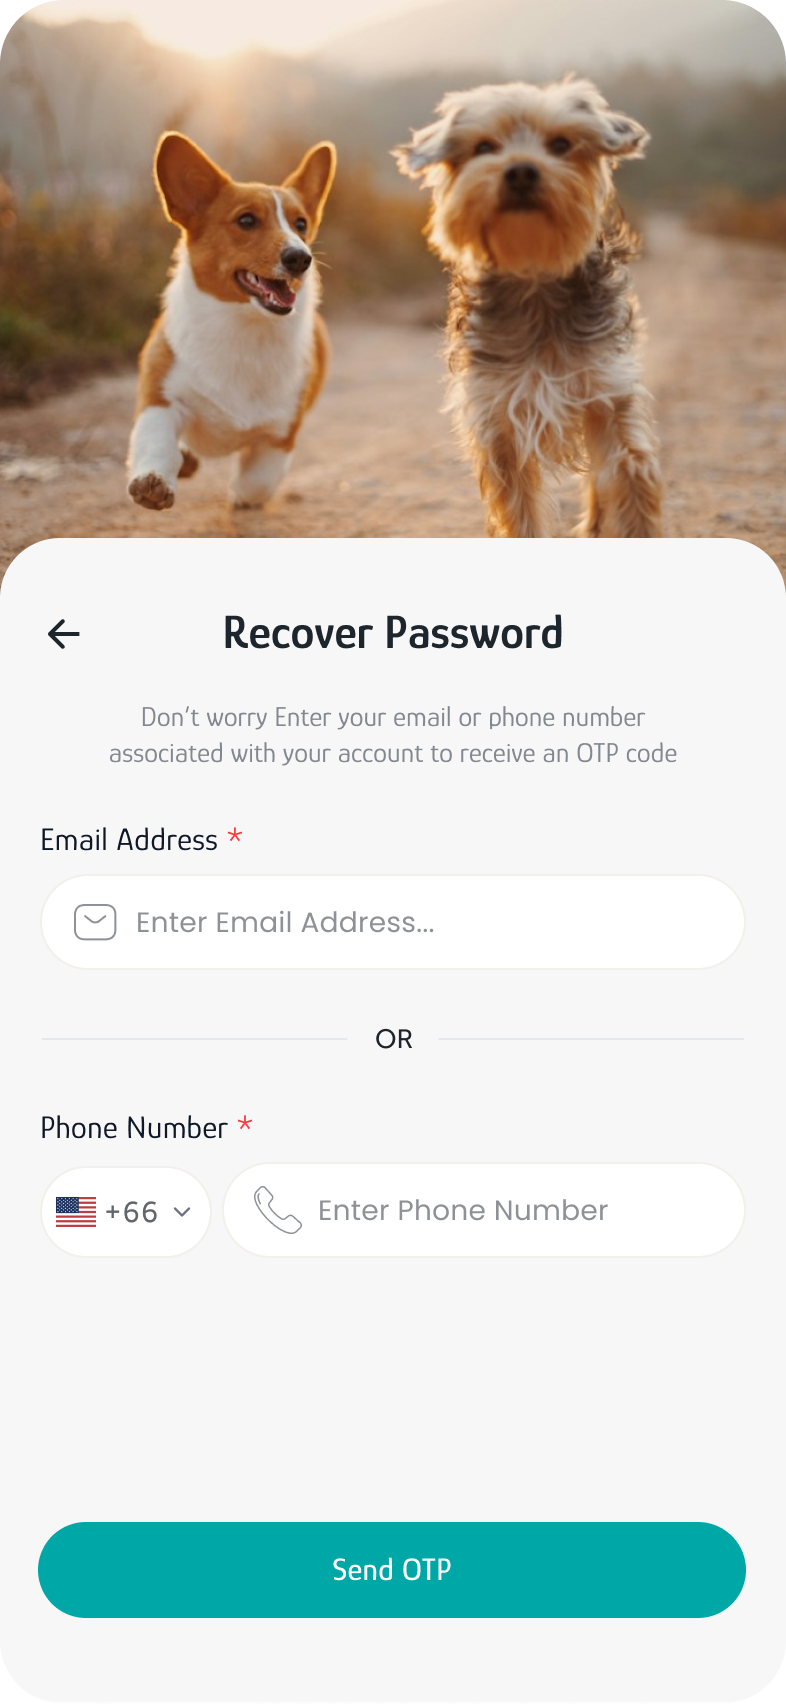 Recover Password
Don’t worry Enter your email or phone number
associated with your account to receive an OTP code
Email Address *
Enter Email Address...
OR
Phone Number *
+66
Enter Phone Number
Send OTP